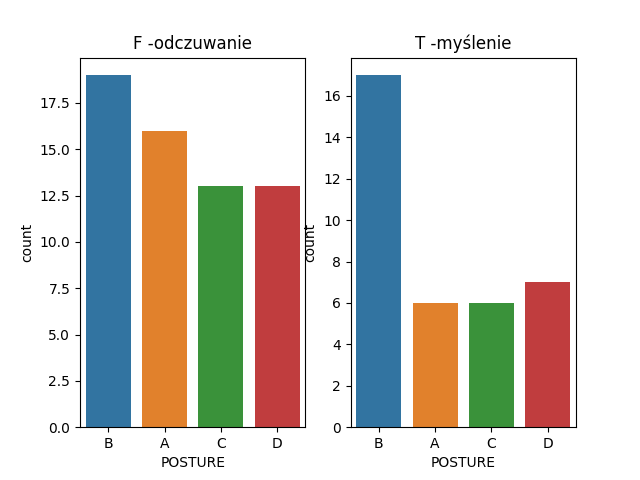 F -odczuwanie
count
17.5
15.0
12.5
10.0
7.5
5.0
2.5
0.0
B A C D
POSTURE
T -myślenie
count
16
14
12
10
8
6
4
2
0
B A C D
POSTURE